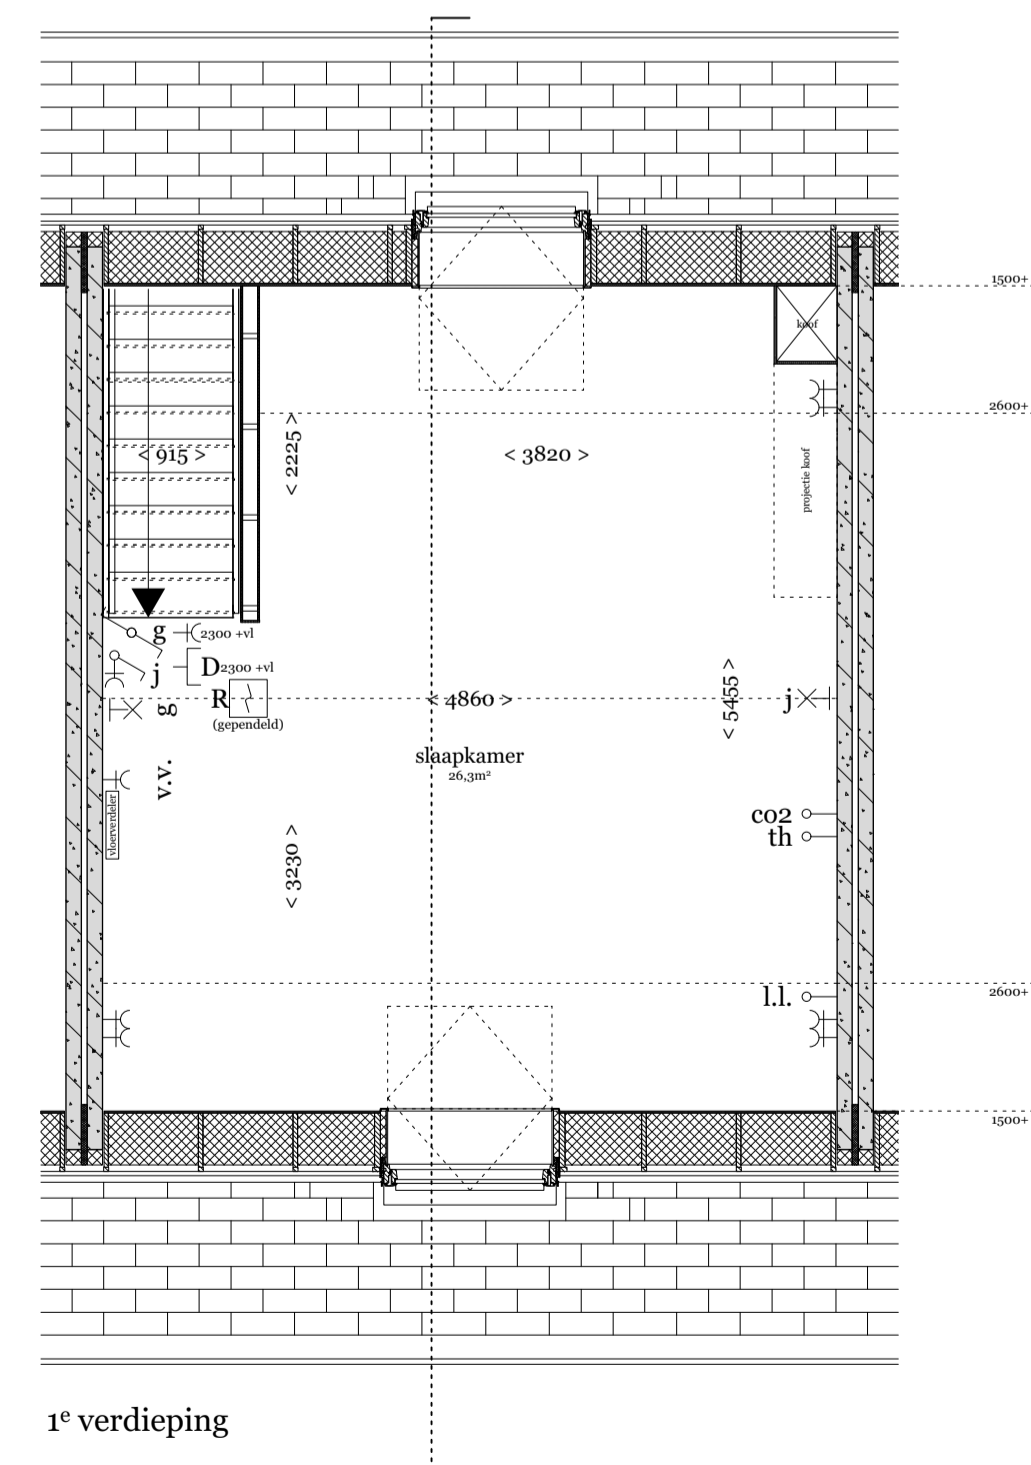 1500+
koof
2600+
< 915 >
< 2225 >
< 3820 >
projectie koof
g
2300 +vl
j
D 2300 +vl
g
R
(gependeld)
< 4860 >
< 5455 >
j
slaapkamer
26,3m²
v.v.
vloerverdeler
co2
th
< 3230 >
2600+
l.l.
1500+
1e verdieping